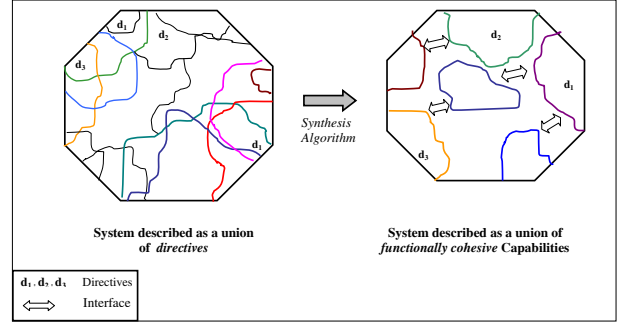 d1
d2
d3
d1
Synthesis
Algorithm
d2
d1
d3
System described as a union
of directives
System described as a union of
functionally cohesive Capabilities
d1, d2, d3 Directives
Interface